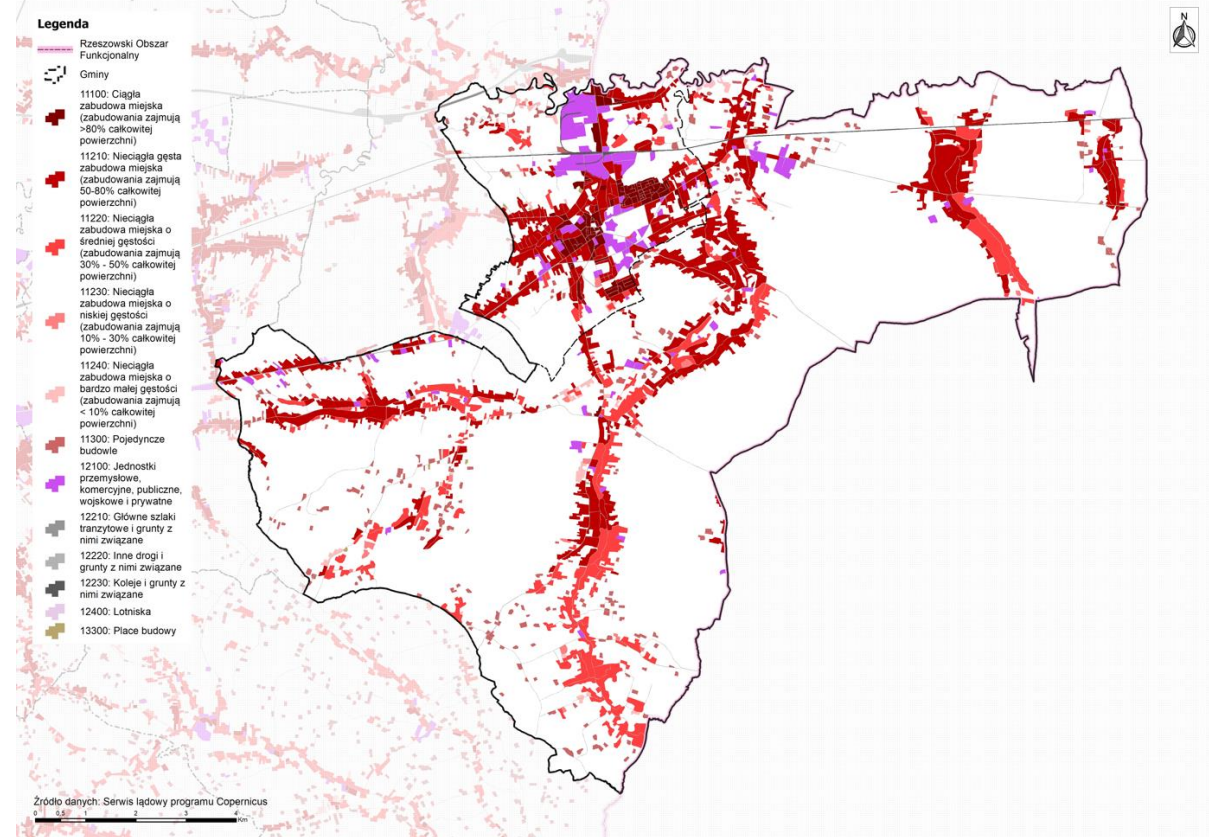 Legenda
Rzeszowski Obszar
Funkcjonalny
Gminy
11100: Ciągła
zabudowa miejska
(zabudowania zajmują
>80% całkowitej
powierzchni)
11210: Nieciągła gęsta
zabudowa miejska
(zabudowania zajmują
50-80% całkowitej
powierzchni)
11220: Nieciągła
zabudowa miejska o
średniej gęstości
(zabudowania zajmują
30% - 50% całkowitej
powierzchni)
11230: Nieciągła
zabudowa miejska o
niskiej gęstości
(zabudowania zajmują
10% - 30% całkowitej
powierzchni)
11240: Nieciągła
zabudowa miejska o
bardzo małej gęstości
(zabudowania zajmują
< 10% całkowitej
powierzchni)
11300: Pojedyncze
budowle
12100: Jednostki
przemysłowe,
komercyjne, publiczne,
wojskowe i prywatne
12210: Główne szlaki
tranzytowe i grunty z
nimi związane
12220: Inne drogi i
grunty z nimi związane
12230: Koleje i grunty z
nimi związane
12400: Lotniska
13300: Place budowy
Źródło danych: Serwis lądowy programu Copernicus
0 0,5 1 2 3 4
Km
N